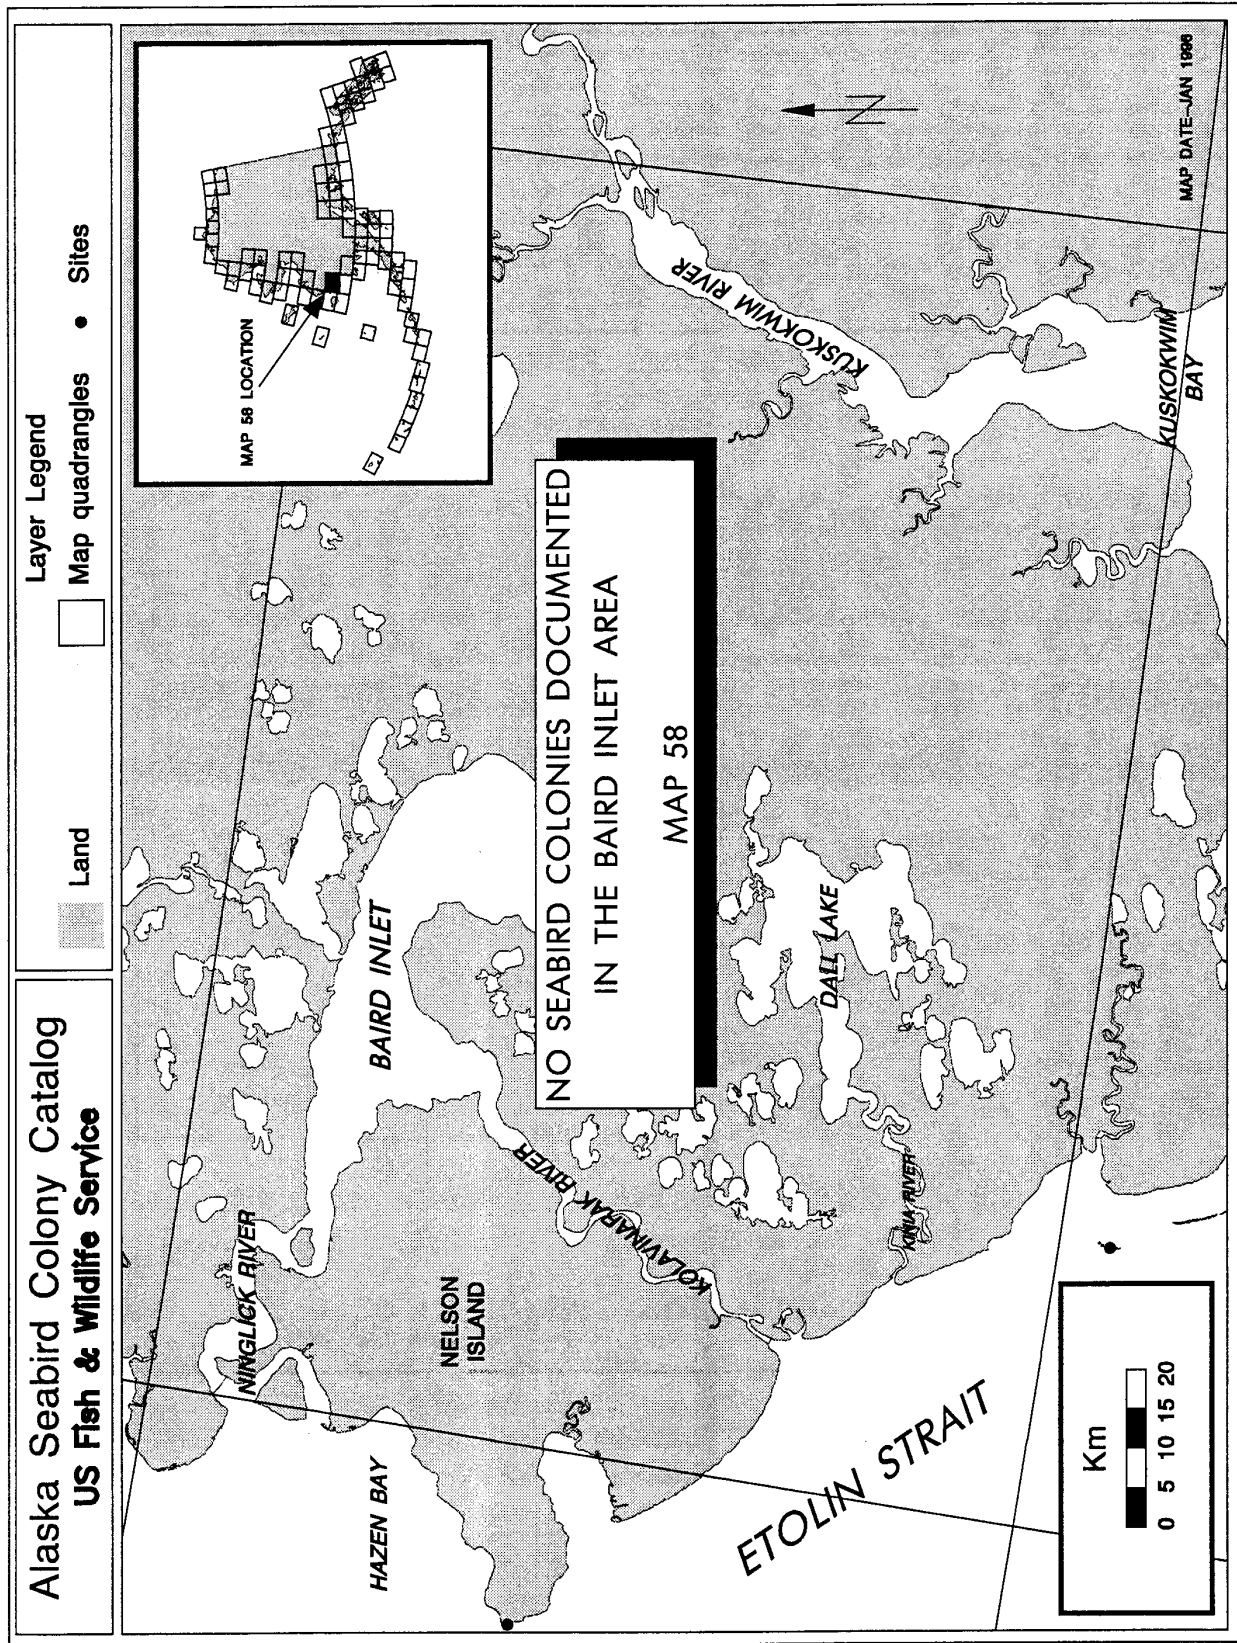 Alaska Seabird Colony Catalog
US Fish & Wildlife Service
Layer Legend
Land
Map quadrangles
Sites
MAP 58 LOCATION
NINGLICK RIVER
BAIRD INLET
HAZEN BAY
NELSON
ISLAND
KOLAVINARAK RIVER
NO SEABIRD COLONIES DOCUMENTED
IN THE BAIRD INLET AREA
MAP 58
KUSKOKWIM RIVER
N
DALL LAKE
KINIA RIVER
ETOLIN STRAIT
KUSKOKWIM
BAY
Km
0 5 10 15 20
MAP DATE-JAN 1996